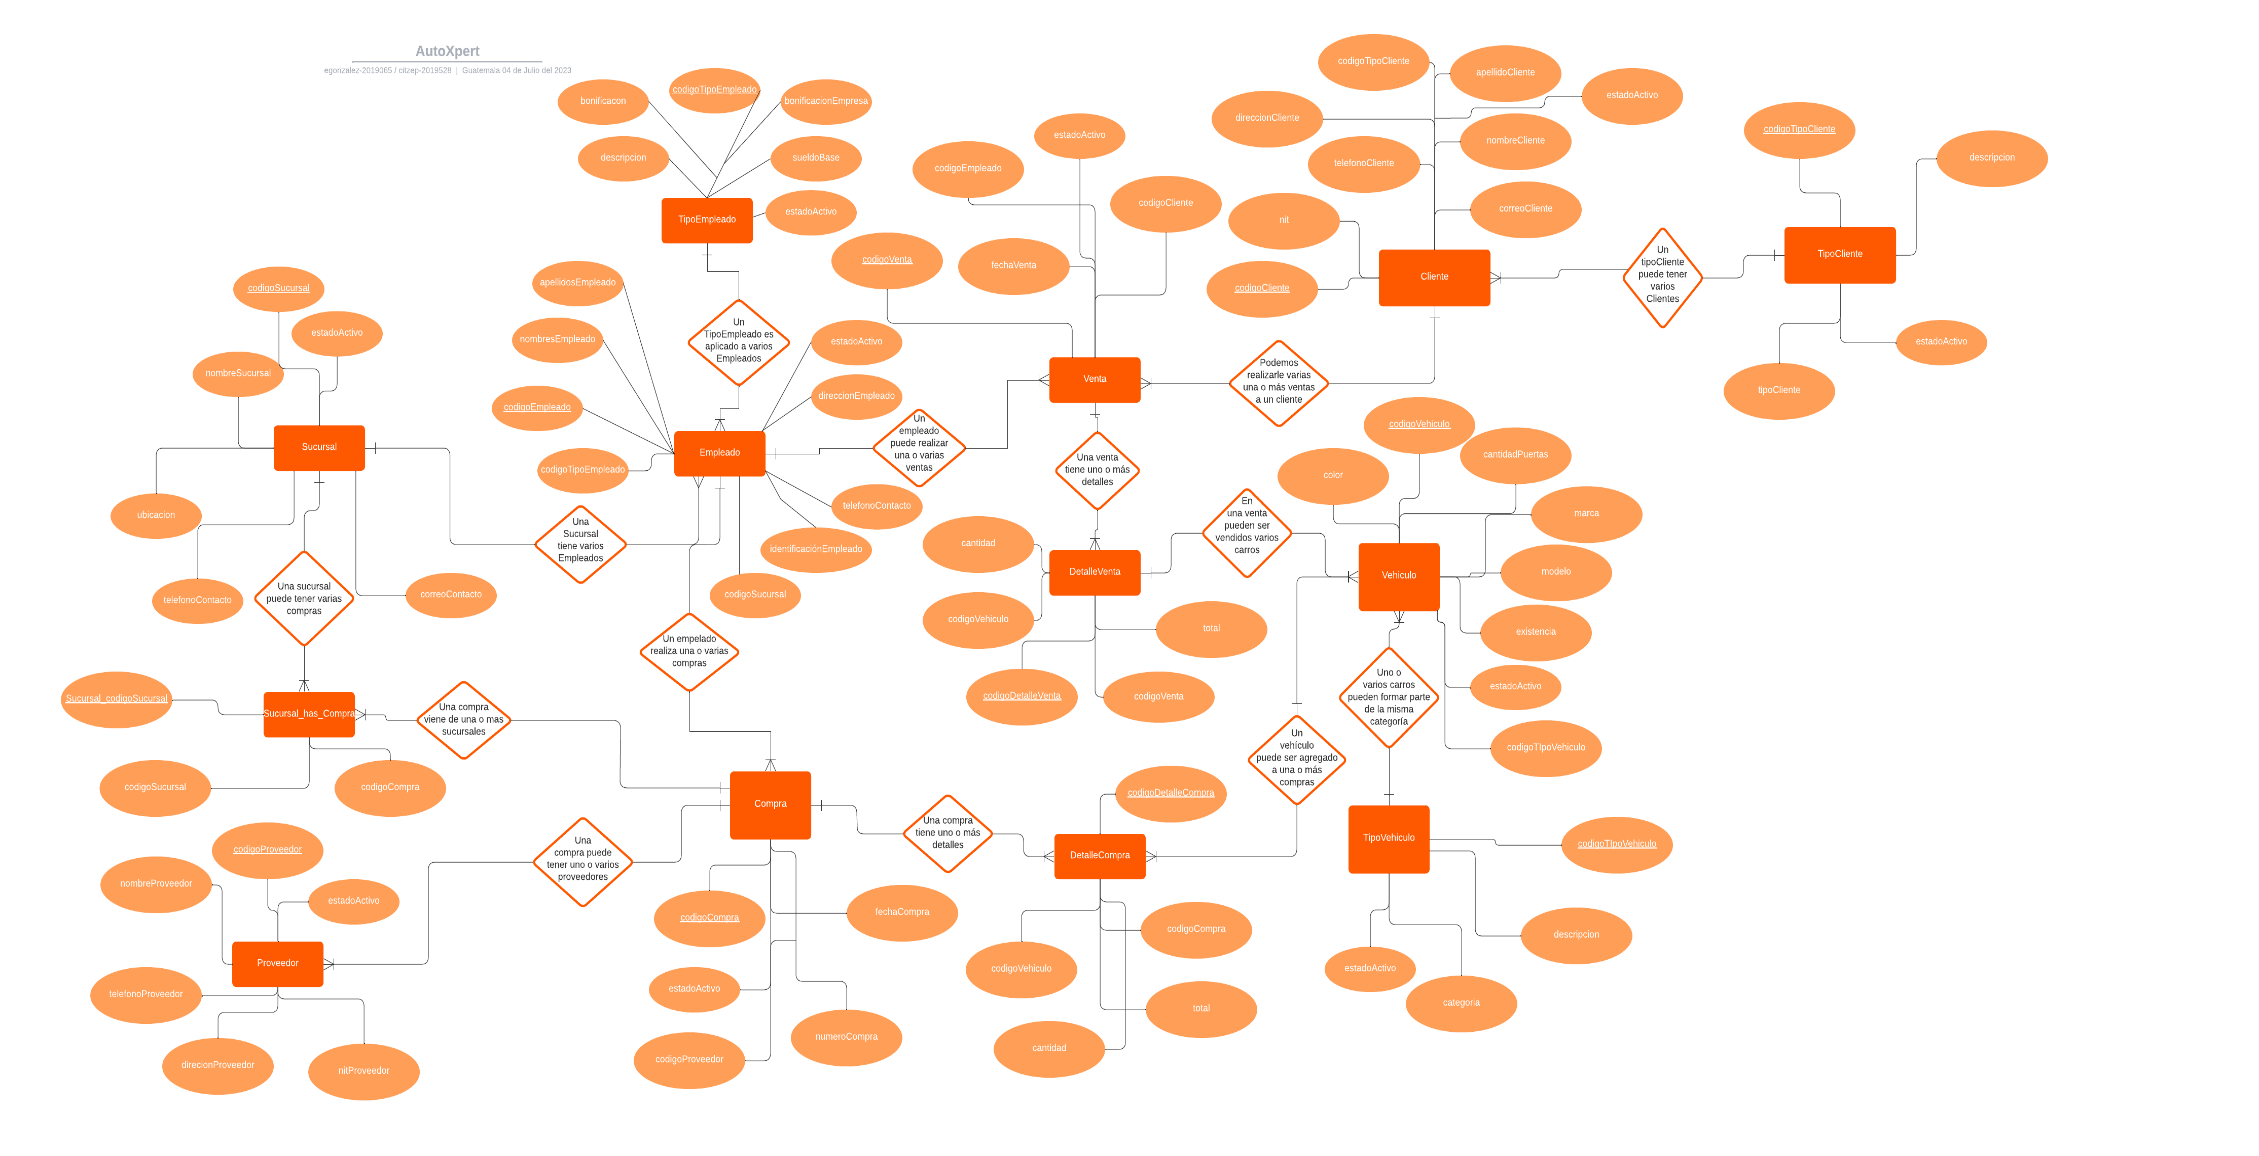 AutoXpert
egonzalez-2019065 / citzep-2019528 | Guatemala 04 de Julio del 2023
bonificacon
codigoTipoEmpleado
bonificacionEmpresa
descripcion
sueldoBase
estadoActivo
TipoEmpleado
Un
TipoEmpleado es
aplicado a varios
Empleados
apellidosEmpleado
nombresEmpleado
codigoEmpleado
codigoTipoEmpleado
estadoActivo
direccionEmpleado
Empleado
telefonoContacto
identificaciónEmpleado
codigoSucursal
Un
empleado
puede realizar
una o varias
ventas
codigoSucursal
estadoActivo
nombreSucursal
Sucursal
ubicacion
telefonoContacto
correoContacto
Una
Sucursal
tiene varios
Empleados
Una sucursal
puede tener varias
compras
Un empelado
realiza una o varias
compras
Sucursal_codigoSucursal
Sucursal_has_Compra
codigoSucursal
codigoCompra
Una compra
viene de una o mas
sucursales
codigoProveedor
nombreProveedor
estadoActivo
Proveedor
telefonoProveedor
direcionProveedor
nitProveedor
Una
compra puede
tener uno o varios
proveedores
Compra
codigoCompra
fechaCompra
estadoActivo
numeroCompra
codigoProveedor
Una compra
tiene uno o más
detalles
codigoDetalleCompra
DetalleCompra
codigoVehiculo
codigoCompra
total
cantidad
estadoActivo
codigoEmpleado
codigoCliente
codigoVenta
fechaVenta
Venta
Una venta
tiene uno o más
detalles
Podemos
realizarle varias
una o más ventas
a un cliente
cantidad
DetalleVenta
codigoVehiculo
total
codigoDetalleVenta
codigoVenta
En
una venta
pueden ser
vendidos varios
carros
codigoTipoCliente
apellidoCliente
estadoActivo
direccionCliente
nombreCliente
telefonoCliente
correoCliente
nit
codigoCliente
Cliente
Un
tipoCliente
puede tener
varios
Clientes
codigoTipoCliente
descripcion
TipoCliente
estadoActivo
tipoCliente
codigoVehiculo
cantidadPuertas
color
marca
Vehiculo
modelo
existencia
estadoActivo
codigoTIpoVehiculo
Uno o
varios carros
pueden formar parte
de la misma
categoría
Un
vehículo
puede ser agregado
a una o más
compras
TipoVehiculo
codigoTIpoVehiculo
descripcion
estadoActivo
categoria